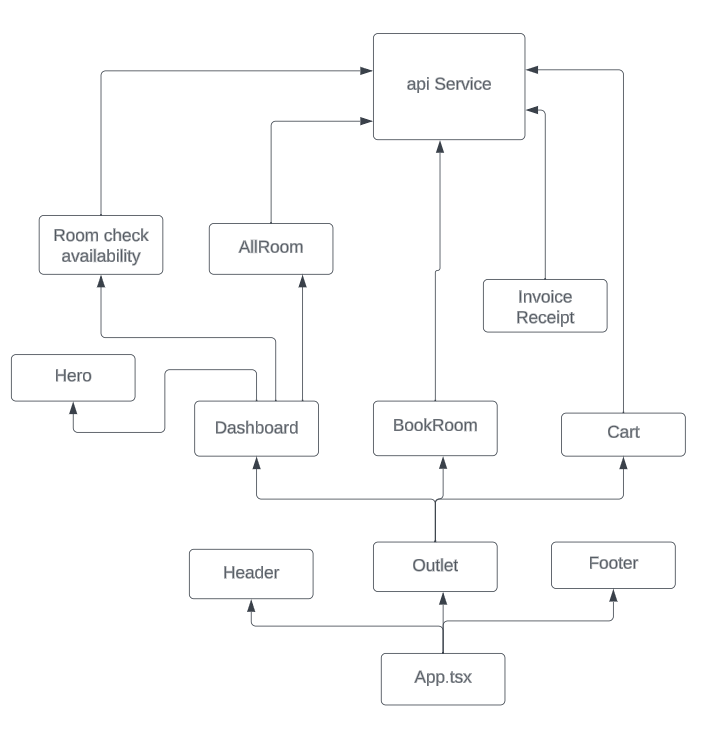 api Service
Room check
availability
AllRoom
Invoice
Receipt
Hero
Dashboard
BookRoom
Cart
Header
Outlet
Footer
App.tsx